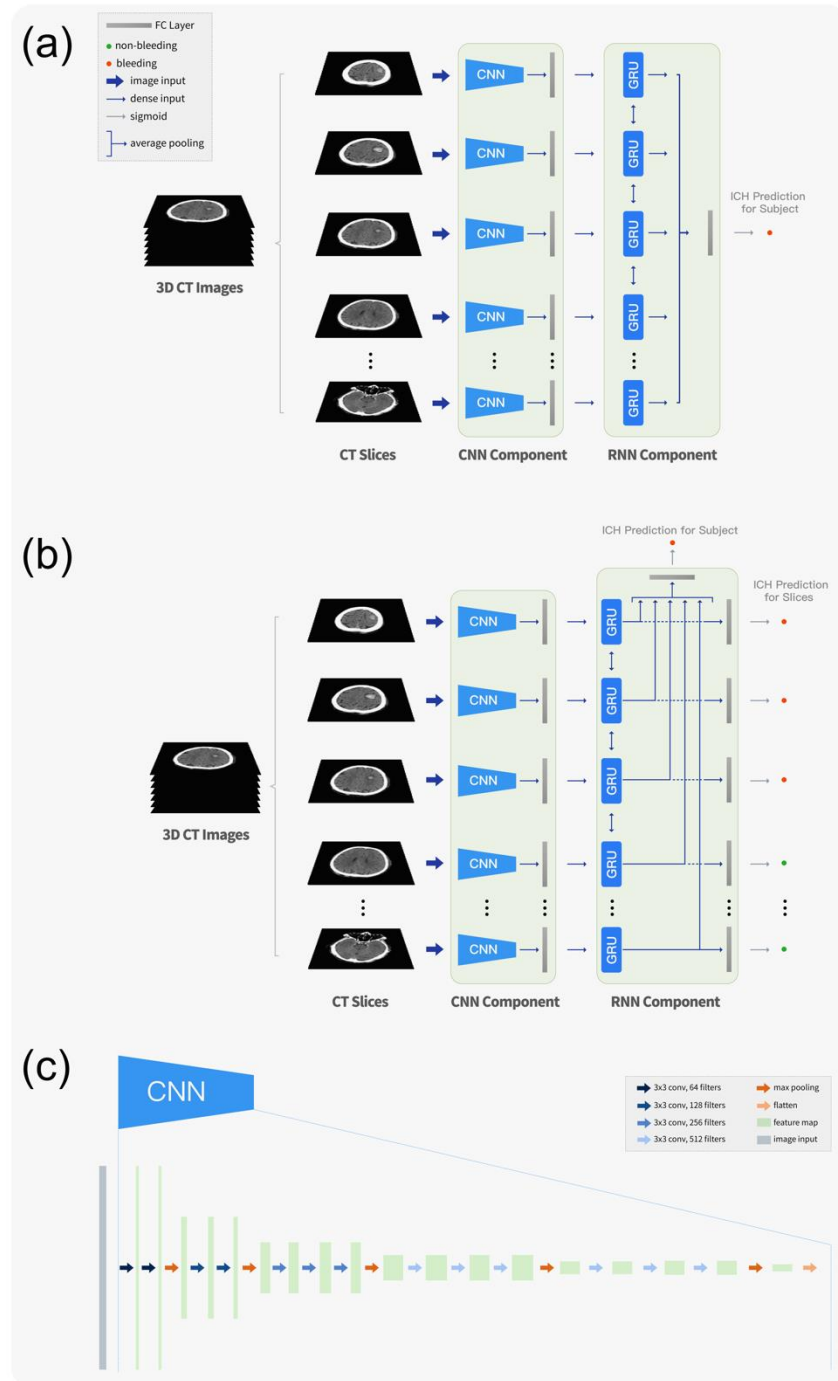 (a)
FC Layer
non-bleeding
bleeding
image input
dense input
sigmoid
average pooling
CNN
GRU
CNN
GRU
CNN
GRU
ICH Prediction
for Subject
3D CT Images
CNN
GRU
CNN
GRU
CT Slices
CNN Component
RNN Component
(b)
ICH Prediction for Subject
ICH Prediction
for Slices
CNN
GRU
CNN
GRU
CNN
GRU
3D CT Images
CNN
GRU
CNN
GRU
CT Slices
CNN Component
RNN Component
(c)
CNN
3x3 conv, 64 filters
3x3 conv, 128 filters
3x3 conv, 256 filters
3x3 conv, 512 filters
max pooling
flatten
feature map
image input